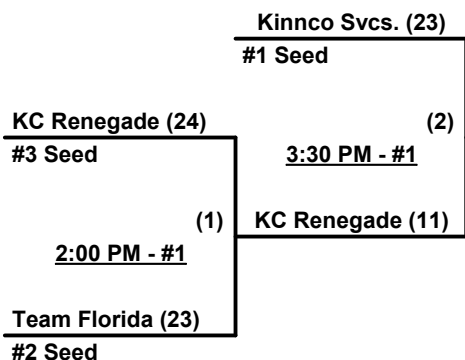 Kinnco Svcs. (23)
#1 Seed
KC Renegade (24)
(2)
#3 Seed
3:30 PM - #1
(1)
KC Renegade (11)
2:00 PM - #1
Team Florida (23)
#2 Seed